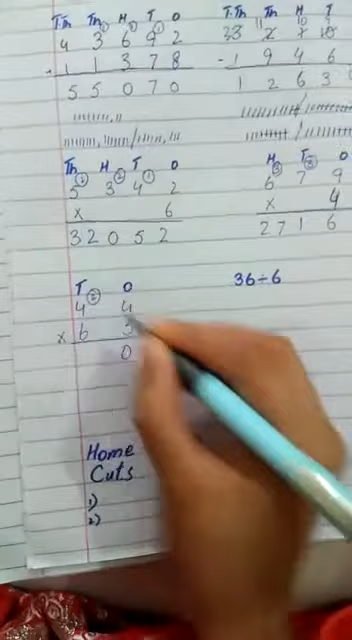 T.Th Th H T O
4 3 6 9 2
+ 1 1 3 7 8
5 5 0 7 0
T.Th Th H T
- 1 9 4 6
1 2 6 3
Th H T O
5 3 4 2
x 6
3 2 0 5 2
H T O
6 7 9
x 4
2 7 1 6
T O
4 4
x 6
0
36÷6
Home
Cuts
1)
2)